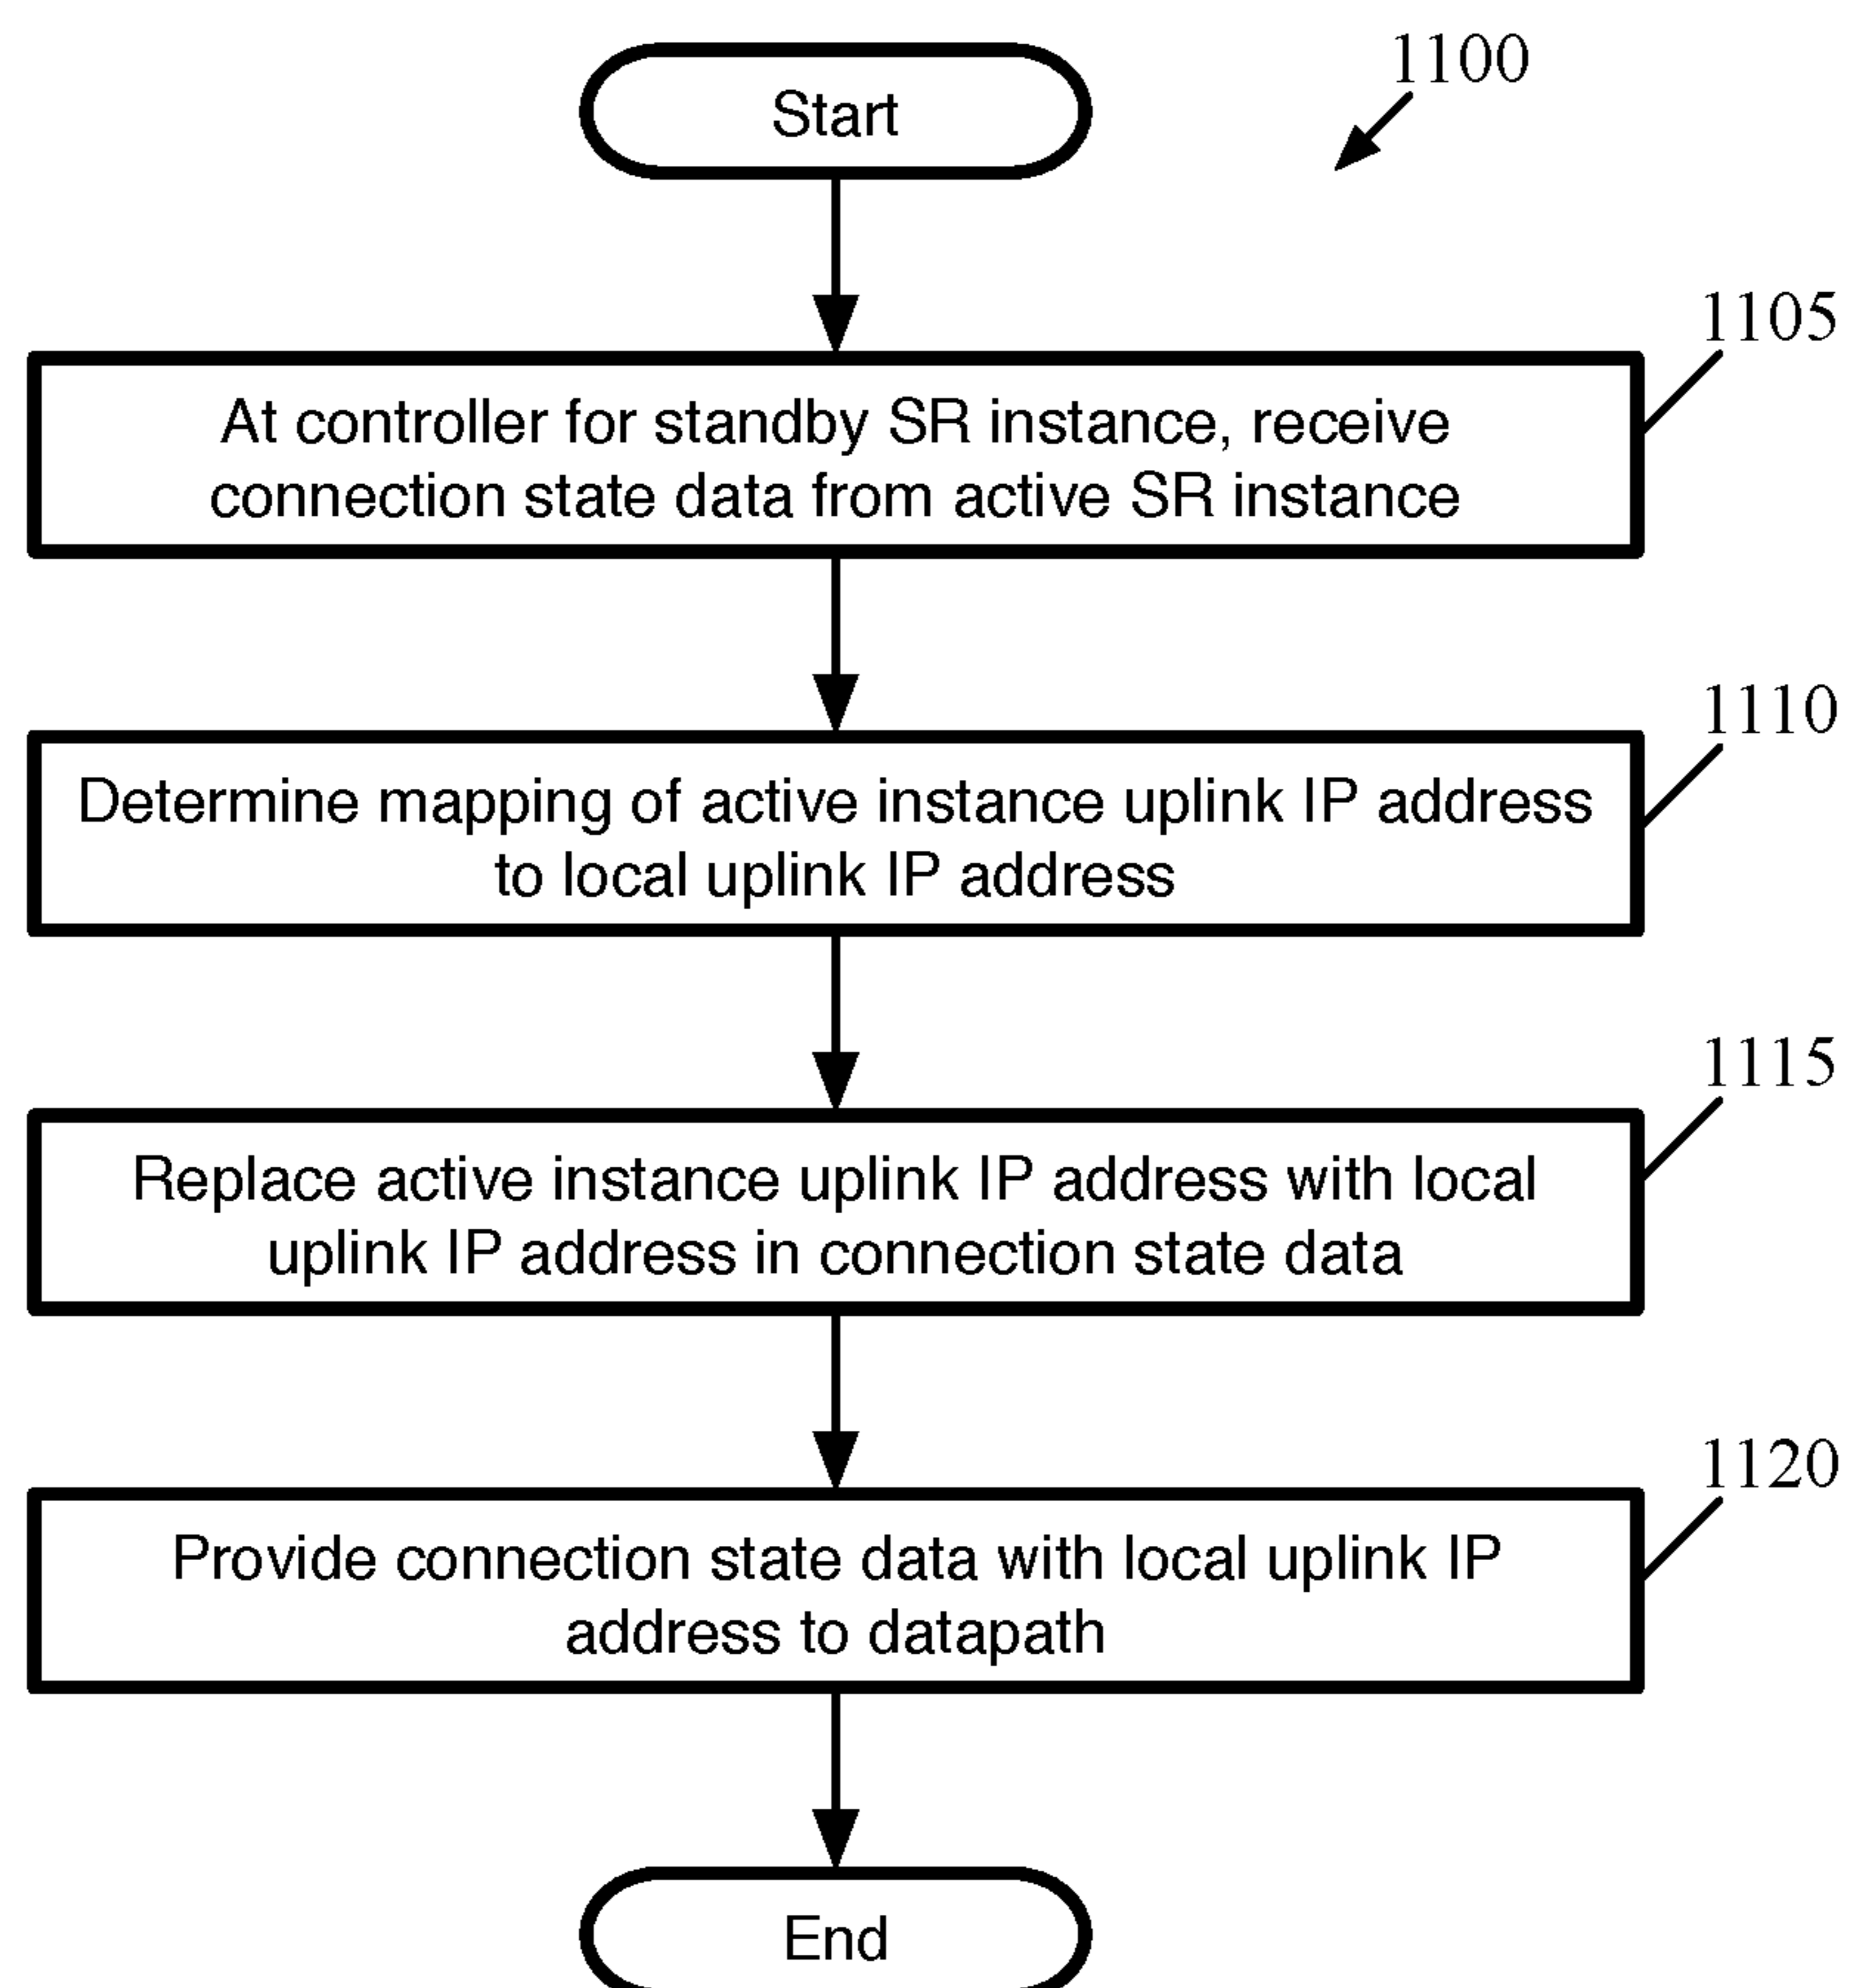 Start
1100
1105
At controller for standby SR instance, receive
connection state data from active SR instance
1110
Determine mapping of active instance uplink IP address
to local uplink IP address
1115
Replace active instance uplink IP address with local
uplink IP address in connection state data
1120
Provide connection state data with local uplink IP
address to datapath
End